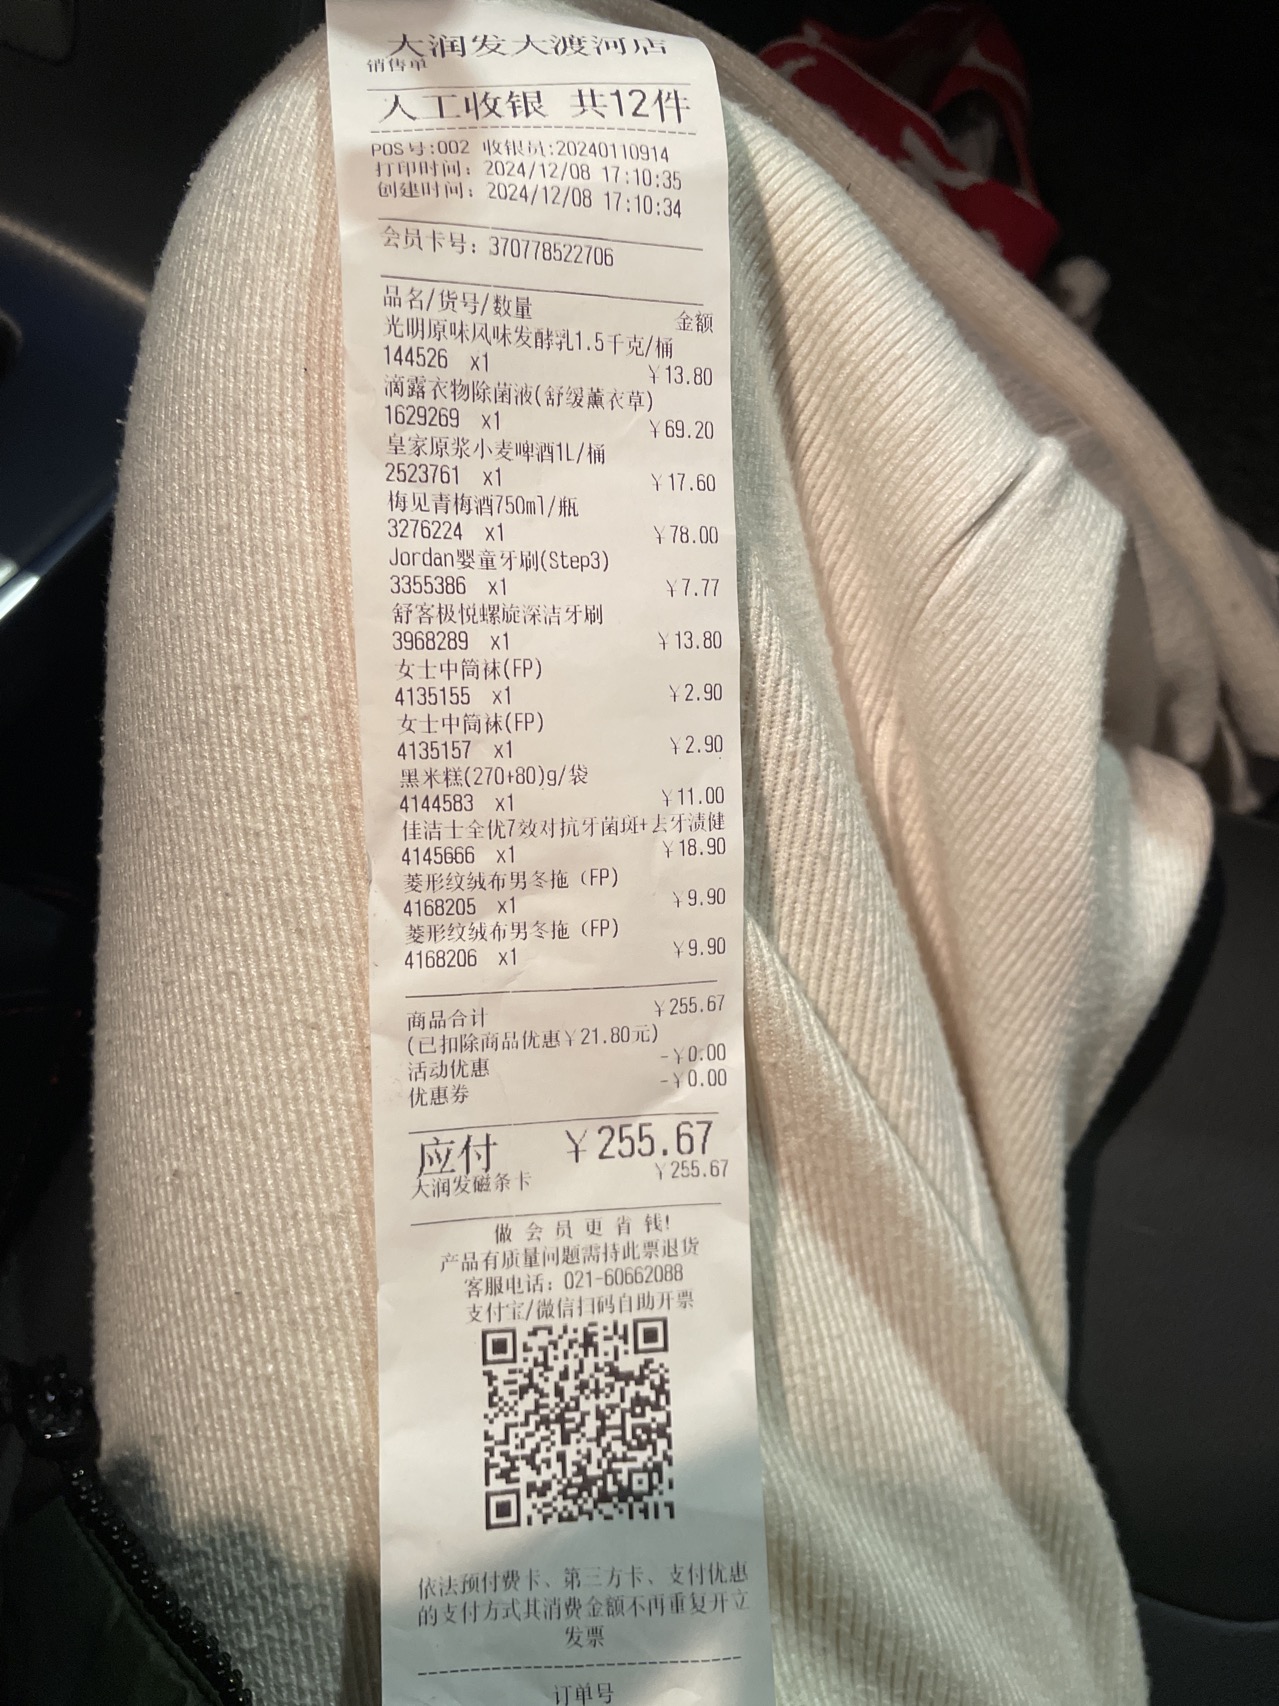 大润发大渡河店
销售单
人工收银 共12件
POS号:002 收银员:20240110914
打印时间: 2024/12/08 17:10:35
创建时间: 2024/12/08 17:10:34
会员卡号: 370778522706
品名/货号/数量 金额
光明原味风味发酵乳1.5千克/桶
144526 x1 ¥13.80
滴露衣物除菌液(舒缓薰衣草)
1629269 x1 ¥69.20
皇家原浆小麦啤酒1L/桶
2523761 x1 ¥17.60
梅见青梅酒750ml/瓶
3276224 x1 ¥78.00
Jordan婴童牙刷(Step3)
3355386 x1 ¥7.77
舒客极悦螺旋深洁牙刷
3968289 x1 ¥13.80
女士中筒袜(FP)
4135155 x1 ¥2.90
女士中筒袜(FP)
4135157 x1 ¥2.90
黑米糕(270+80)g/袋
4144583 x1 ¥11.00
佳洁士全优7效对抗牙菌斑+去牙渍健
4145666 x1 ¥18.90
菱形纹绒布男冬拖（FP)
4168205 x1 ¥9.90
菱形纹绒布男冬拖（FP)
4168206 x1 ¥9.90
商品合计 ¥255.67
(已扣除商品优惠¥21.80元)
活动优惠 -¥0.00
优惠券 -¥0.00
应付 ¥255.67
大润发磁条卡 ¥255.67
做 会 员 更 省 钱!
产品有质量问题需持此票退货
客服电话: 021-60662088
支付宝/微信扫码自助开票
依法预付费卡、第三方卡、支付优惠
的支付方式其消费金额不再重复开立
发票
订单号